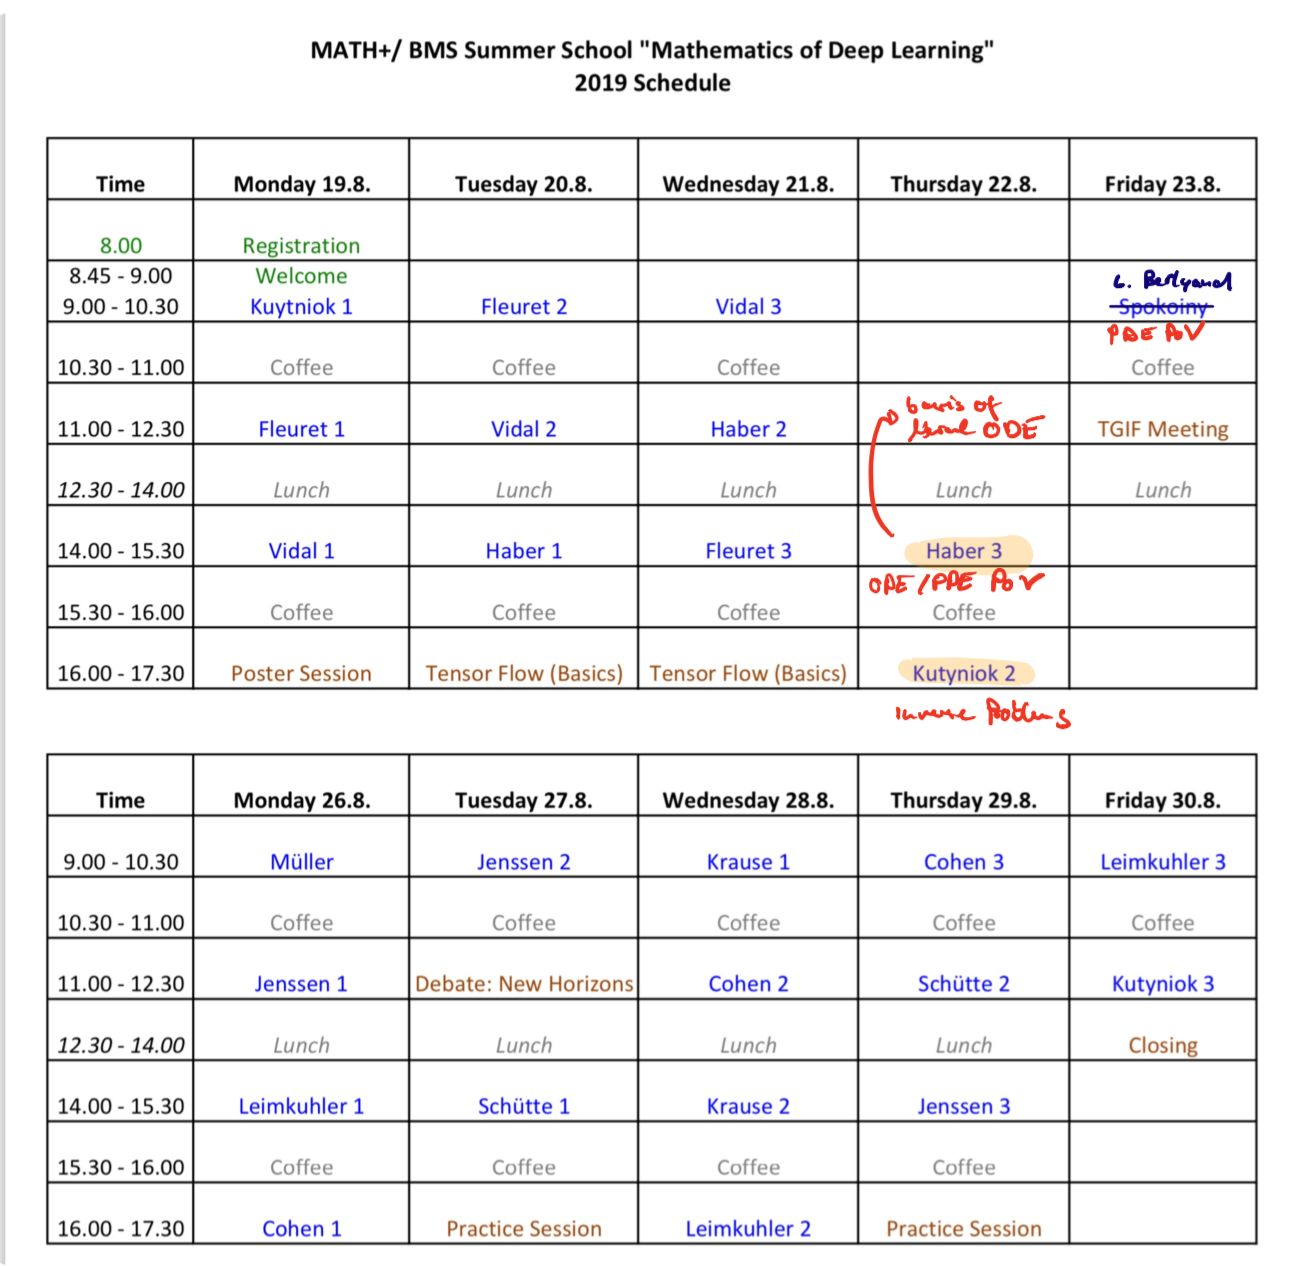 MATH+/ BMS Summer School "Mathematics of Deep Learning"
2019 Schedule
Time Monday 19.8. Tuesday 20.8. Wednesday 21.8. Thursday 22.8. Friday 23.8.
8.00 Registration
8.45 - 9.00 Welcome
9.00 - 10.30 Kuytniok 1 Fleuret 2 Vidal 3 Spokoiny
PDE PoV
10.30 - 11.00 Coffee Coffee Coffee Coffee
basis of
11.00 - 12.30 Fleuret 1 Vidal 2 Haber 2 ODE TGIF Meeting
12.30 - 14.00 Lunch Lunch Lunch Lunch Lunch
14.00 - 15.30 Vidal 1 Haber 1 Fleuret 3 Haber 3
ODE/PDE PoV
15.30 - 16.00 Coffee Coffee Coffee Coffee
16.00 - 17.30 Poster Session Tensor Flow (Basics) Tensor Flow (Basics) Kutyniok 2
Inverse Problems
Time Monday 26.8. Tuesday 27.8. Wednesday 28.8. Thursday 29.8. Friday 30.8.
9.00 - 10.30 Müller Jenssen 2 Krause 1 Cohen 3 Leimkuhler 3
10.30 - 11.00 Coffee Coffee Coffee Coffee Coffee
11.00 - 12.30 Jenssen 1 Debate: New Horizons Cohen 2 Schütte 2 Kutyniok 3
12.30 - 14.00 Lunch Lunch Lunch Lunch Closing
14.00 - 15.30 Leimkuhler 1 Schütte 1 Krause 2 Jenssen 3
15.30 - 16.00 Coffee Coffee Coffee Coffee
16.00 - 17.30 Cohen 1 Practice Session Leimkuhler 2 Practice Session